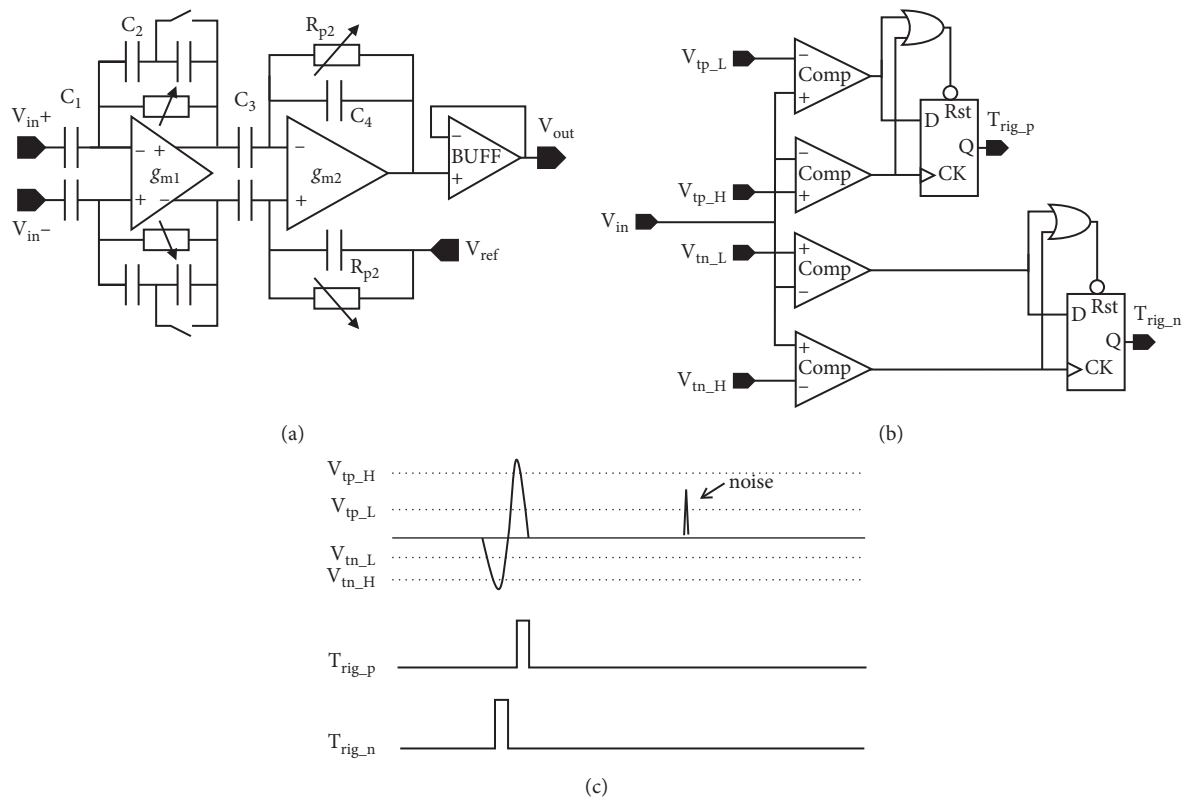 C2
C1
Vin+
Vin−
− +
gm1
+ −
C3
Rp2
C4
−
gm2
+
Rp2
Vref
−
BUFF
+
Vout
(a)
Vtp_L
−
Comp
+
Vtp_H
−
Comp
+
Vin
Vtn_L
+
Comp
−
Vtn_H
+
Comp
−
Rst
D
Q
CK
Trig_p
Rst
D
Q
CK
Trig_n
(b)
Vtp_H
noise
Vtp_L
Vtn_L
Vtn_H
Trig_p
Trig_n
(c)